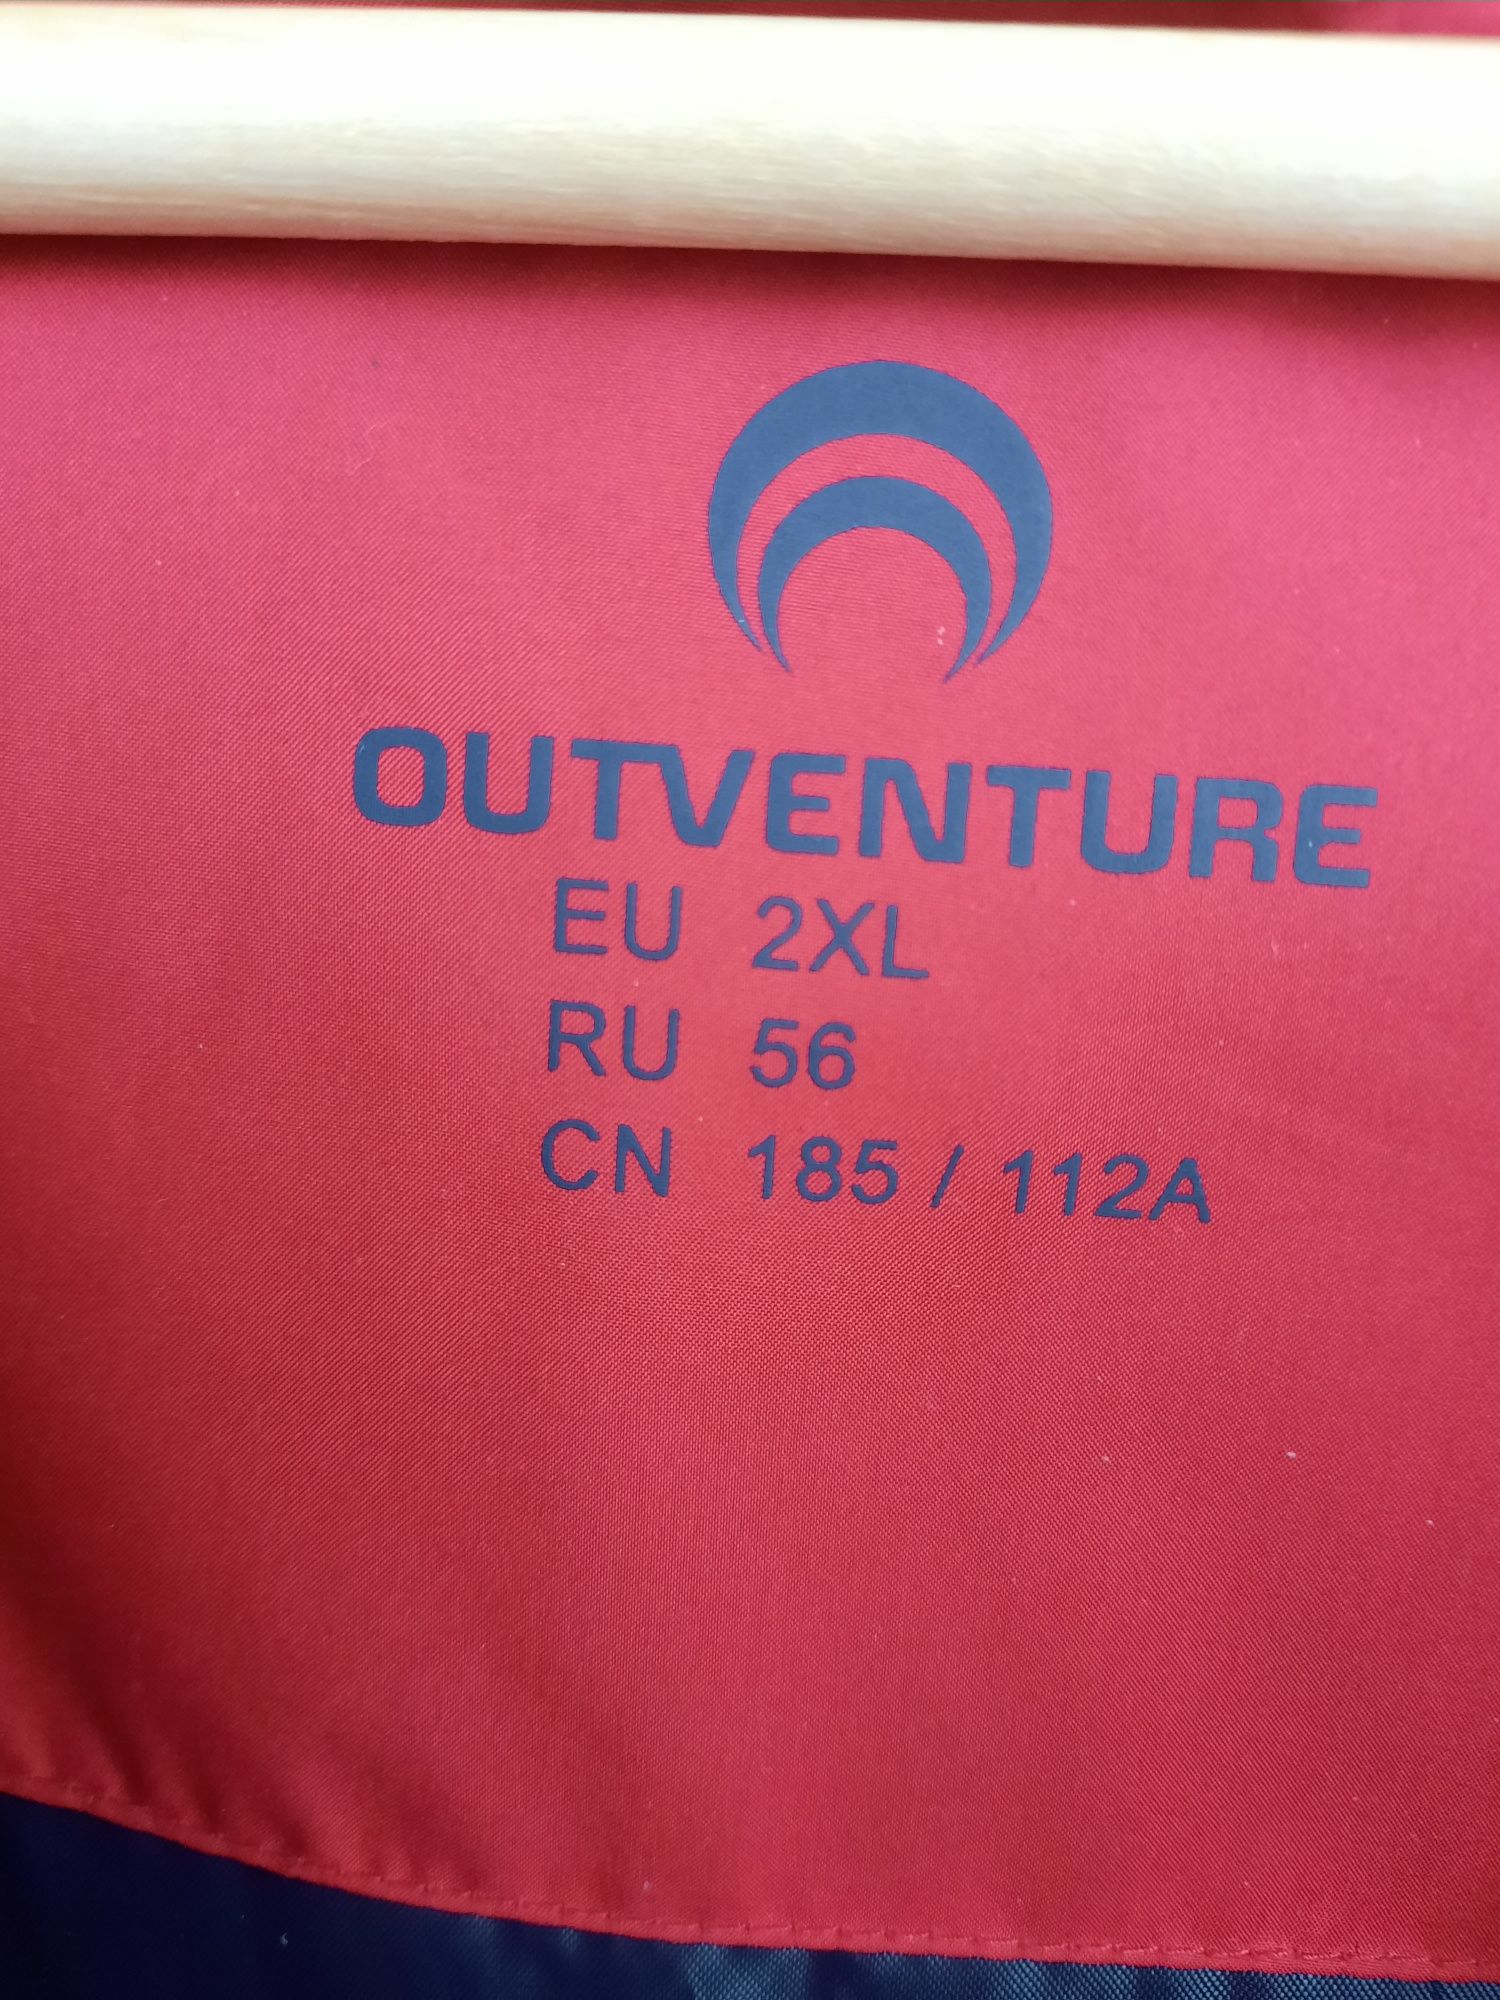 OUTVENTURE
EU 2XL
RU 56
CN 185 / 112A